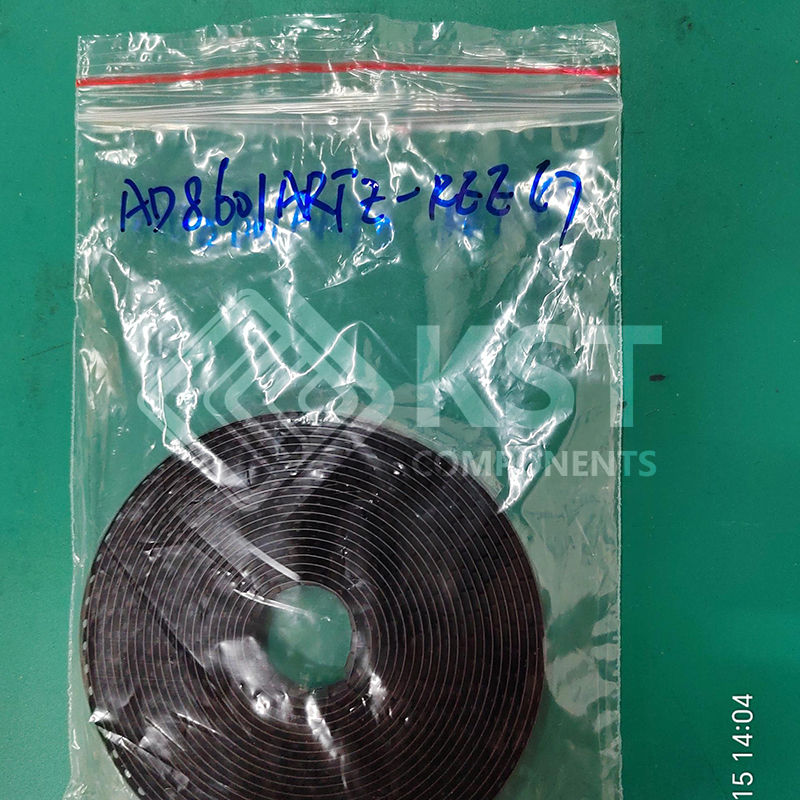 AD8601ARTZ-REEL7
KST
COMPONENTS
15 14:04